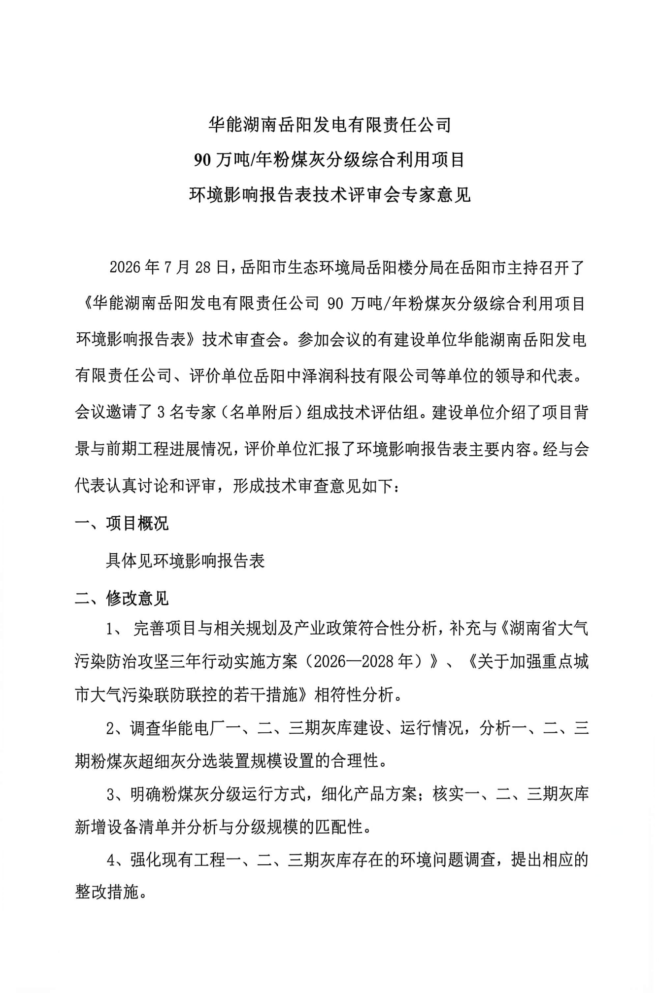 华能湖南岳阳发电有限责任公司
90 万吨/年粉煤灰分级综合利用项目
环境影响报告表技术评审会专家意见
2026 年 7 月 28 日，岳阳市生态环境局岳阳楼分局在岳阳市主持召开了
《华能湖南岳阳发电有限责任公司 90 万吨/年粉煤灰分级综合利用项目
环境影响报告表》技术审查会。参加会议的有建设单位华能湖南岳阳发电
有限责任公司、评价单位岳阳中泽润科技有限公司等单位的领导和代表。
会议邀请了 3 名专家（名单附后）组成技术评估组。建设单位介绍了项目背
景与前期工程进展情况，评价单位汇报了环境影响报告表主要内容。经与会
代表认真讨论和评审，形成技术审查意见如下：
一、项目概况
具体见环境影响报告表
二、修改意见
1、 完善项目与相关规划及产业政策符合性分析，补充与《湖南省大气
污染防治攻坚三年行动实施方案（2026—2028 年）》、《关于加强重点城
市大气污染联防联控的若干措施》相符性分析。
2、调查华能电厂一、二、三期灰库建设、运行情况，分析一、二、三
期粉煤灰超细灰分选装置规模设置的合理性。
3、明确粉煤灰分级运行方式，细化产品方案；核实一、二、三期灰库
新增设备清单并分析与分级规模的匹配性。
4、强化现有工程一、二、三期灰库存在的环境问题调查，提出相应的
整改措施。